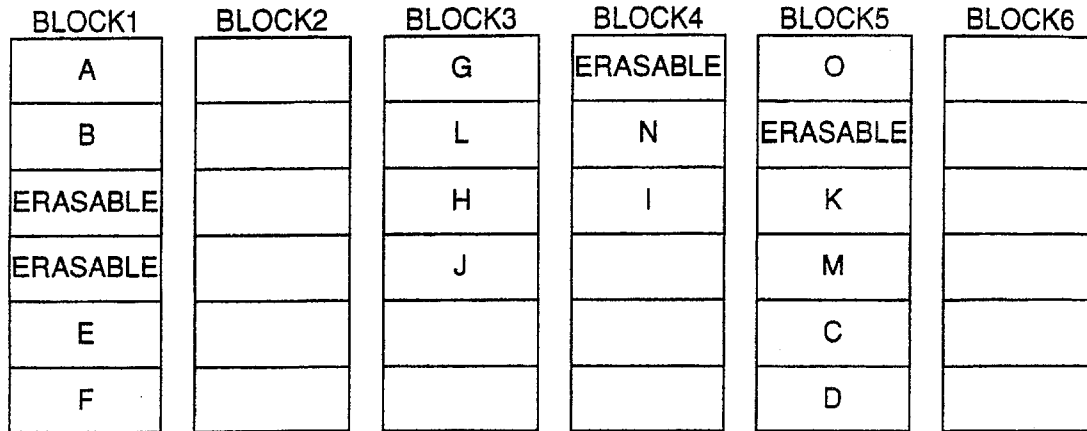 BLOCK1 BLOCK2 BLOCK3 BLOCK4 BLOCK5 BLOCK6
A G ERASABLE O
B L N ERASABLE
ERASABLE H I K
ERASABLE J M
E C
F D